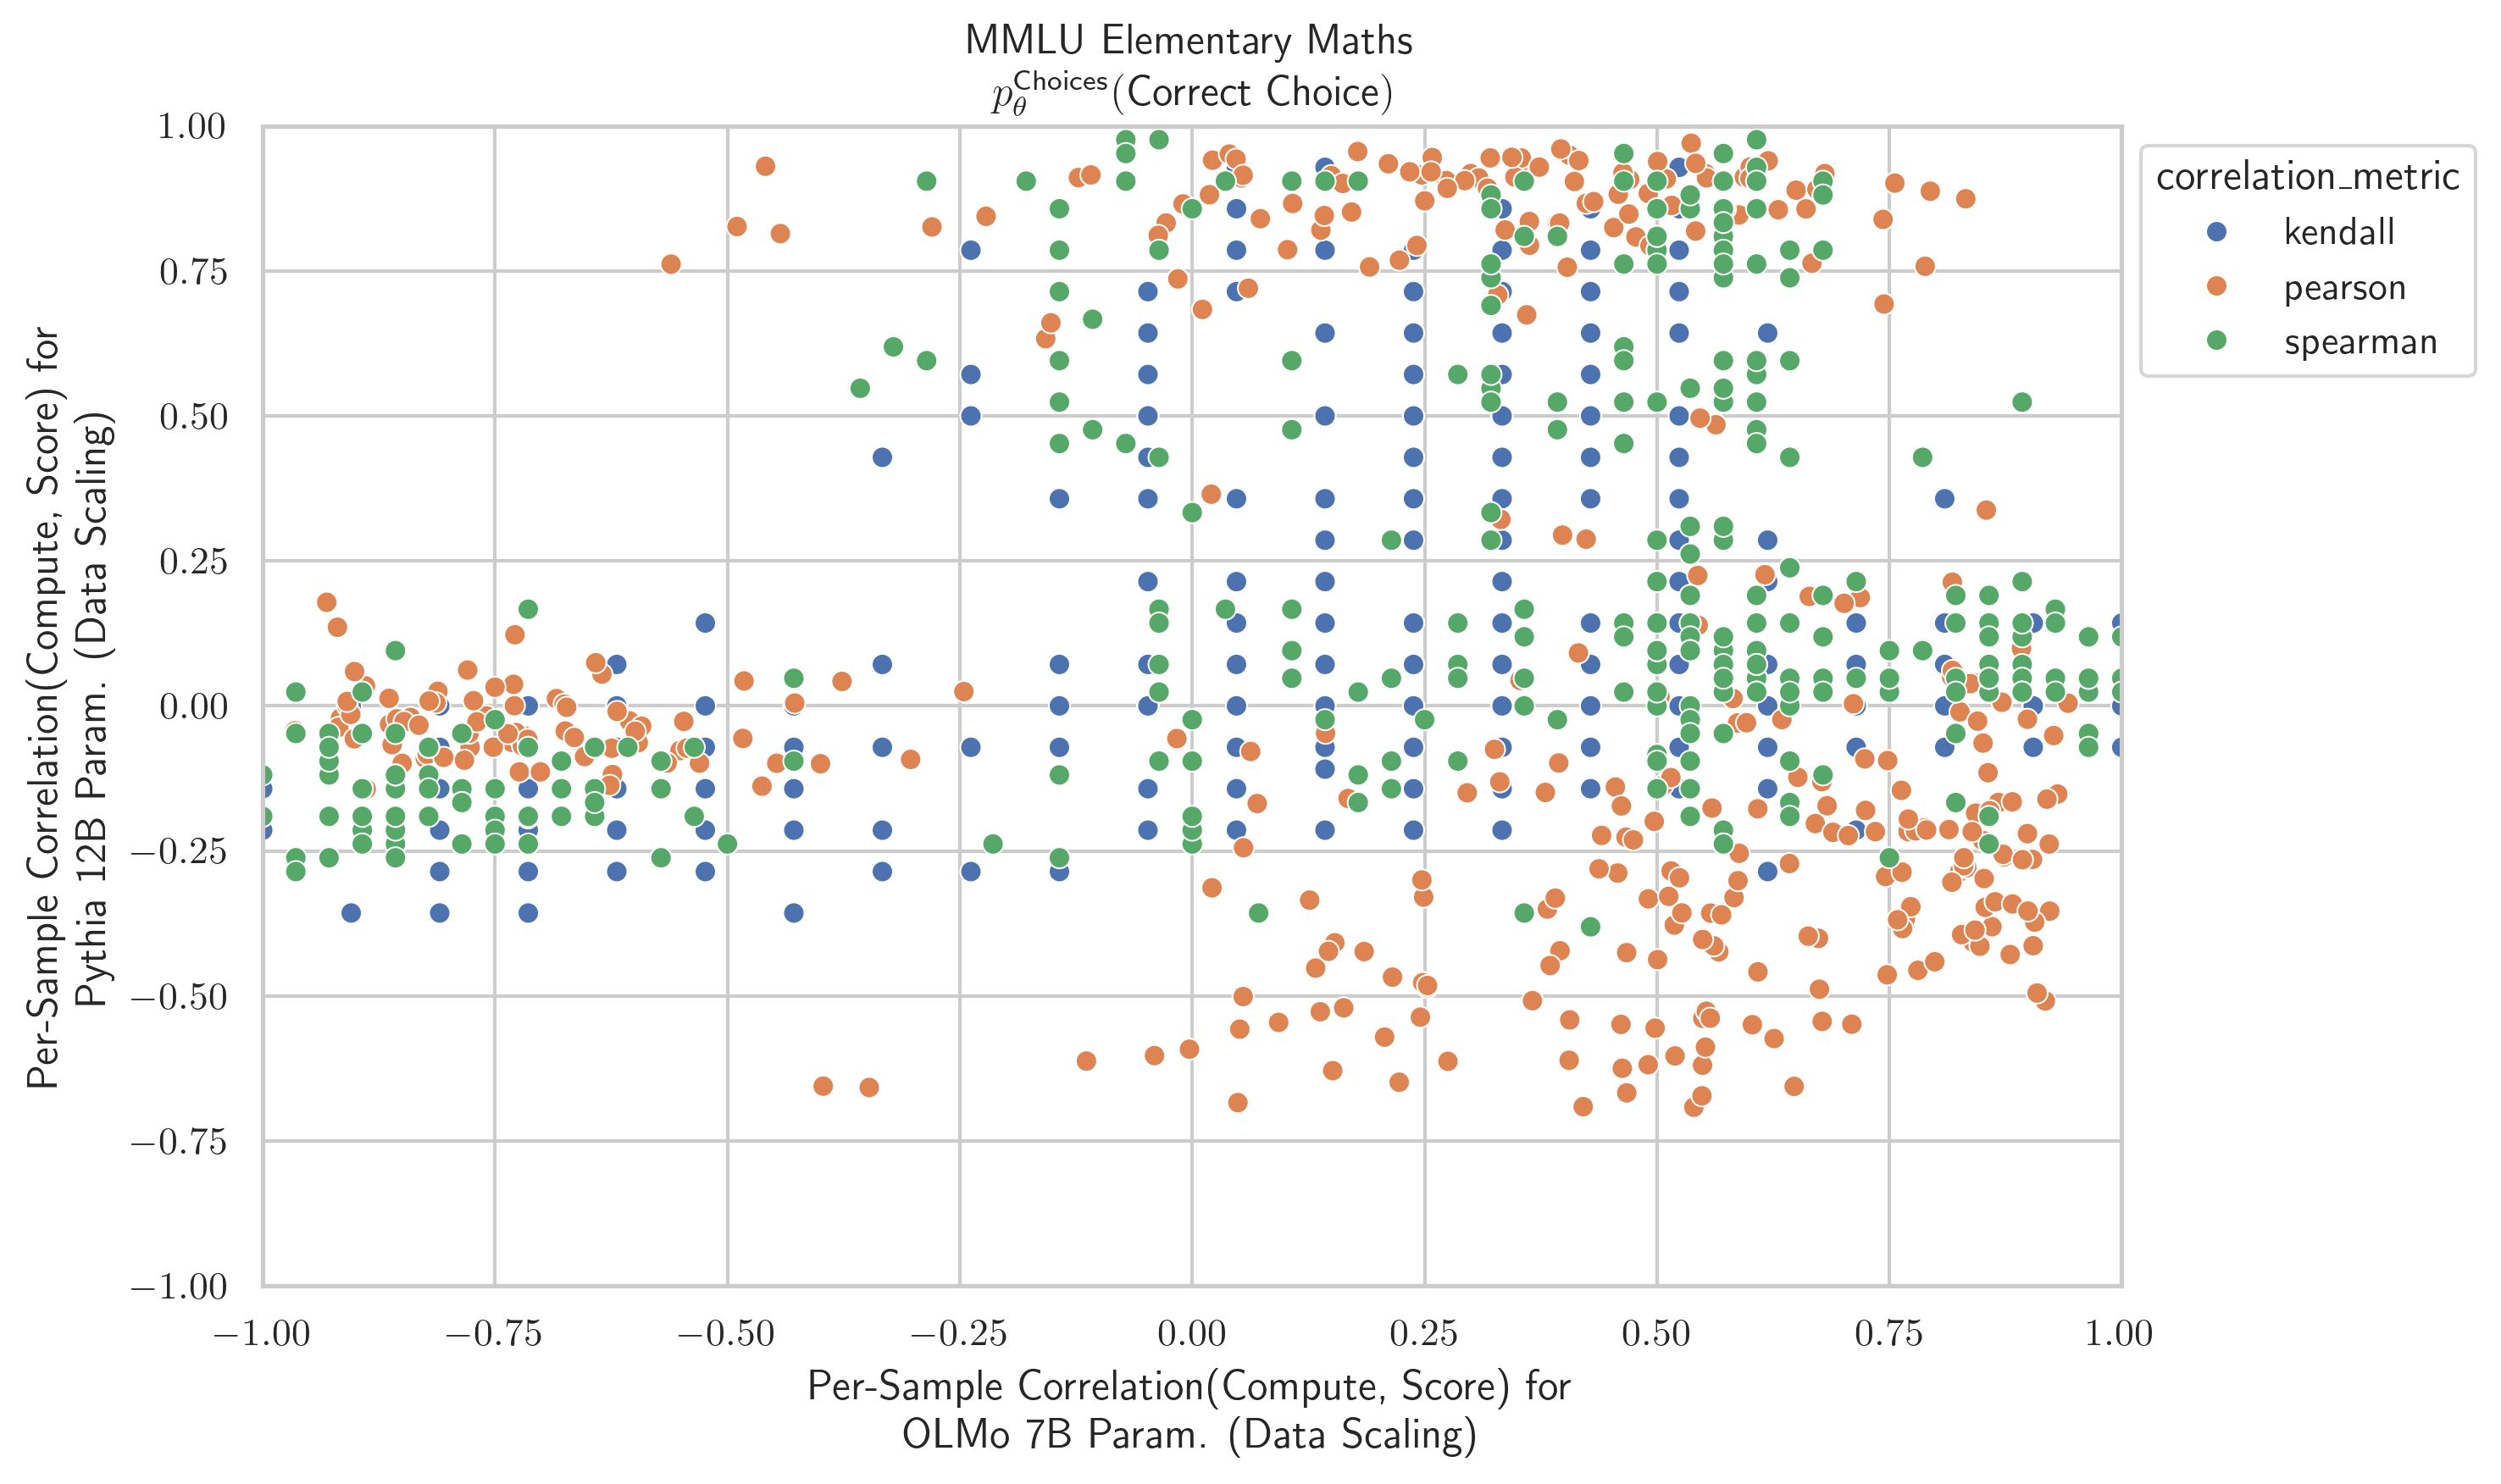 MMLU Elementary Maths
p_θ^Choices(Correct Choice)
1.00
0.75
0.50
0.25
0.00
−0.25
−0.50
−0.75
−1.00
Per-Sample Correlation(Compute, Score) for
Pythia 12B Param. (Data Scaling)
correlation_metric
kendall
pearson
spearman
−1.00 −0.75 −0.50 −0.25 0.00 0.25 0.50 0.75 1.00
Per-Sample Correlation(Compute, Score) for
OLMo 7B Param. (Data Scaling)